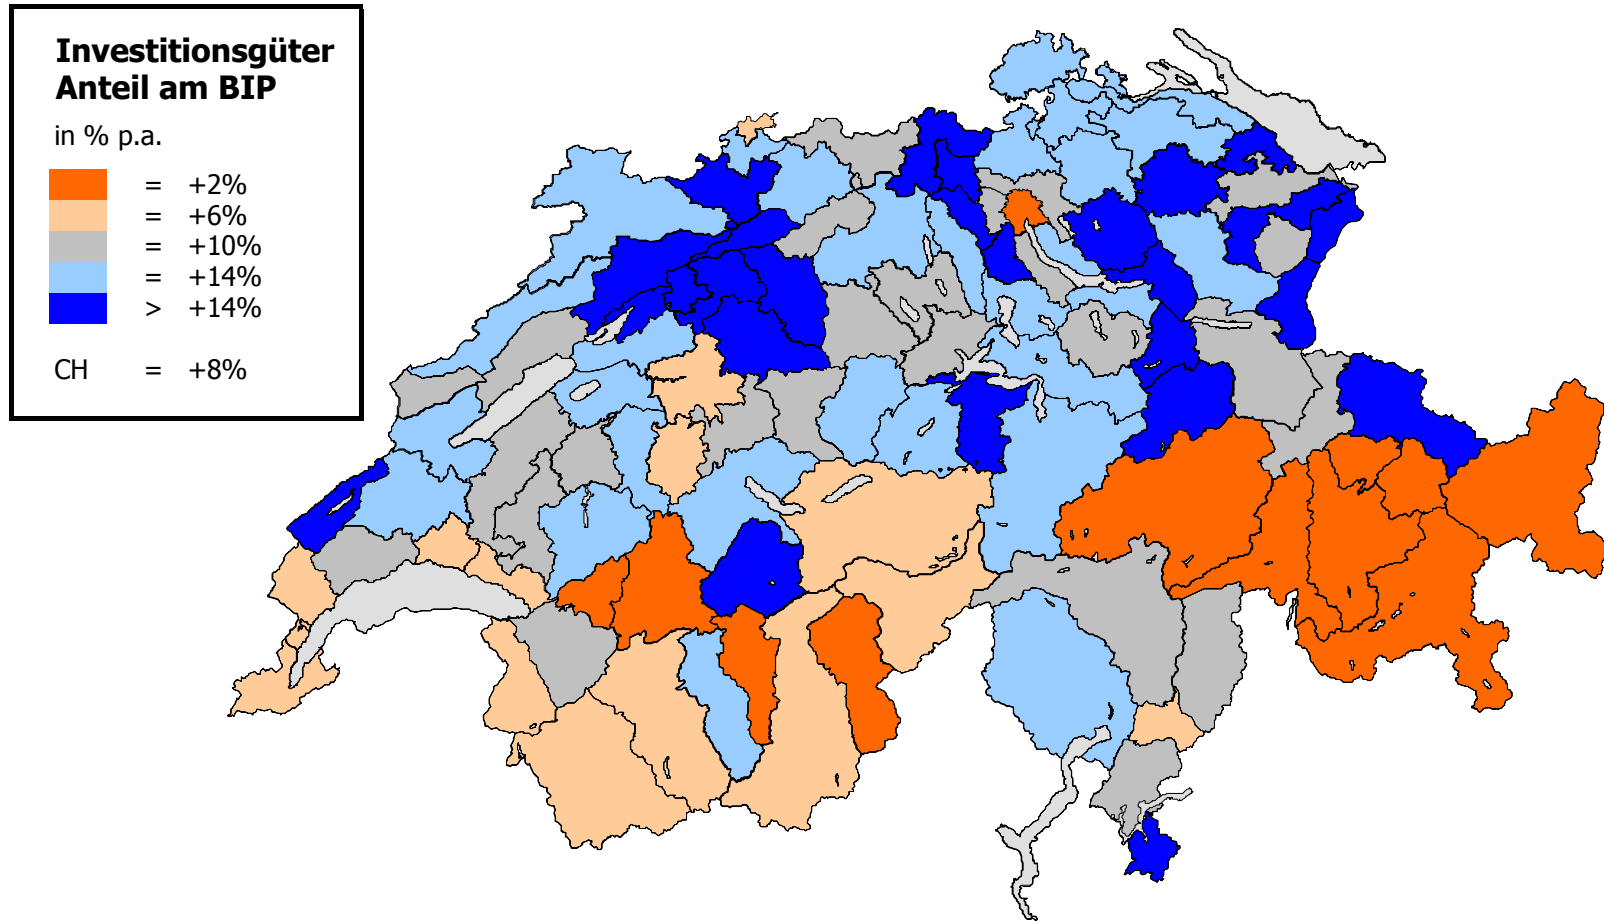 Investitionsgüter
Anteil am BIP
in % p.a.
= +2%
= +6%
= +10%
= +14%
> +14%
CH = +8%